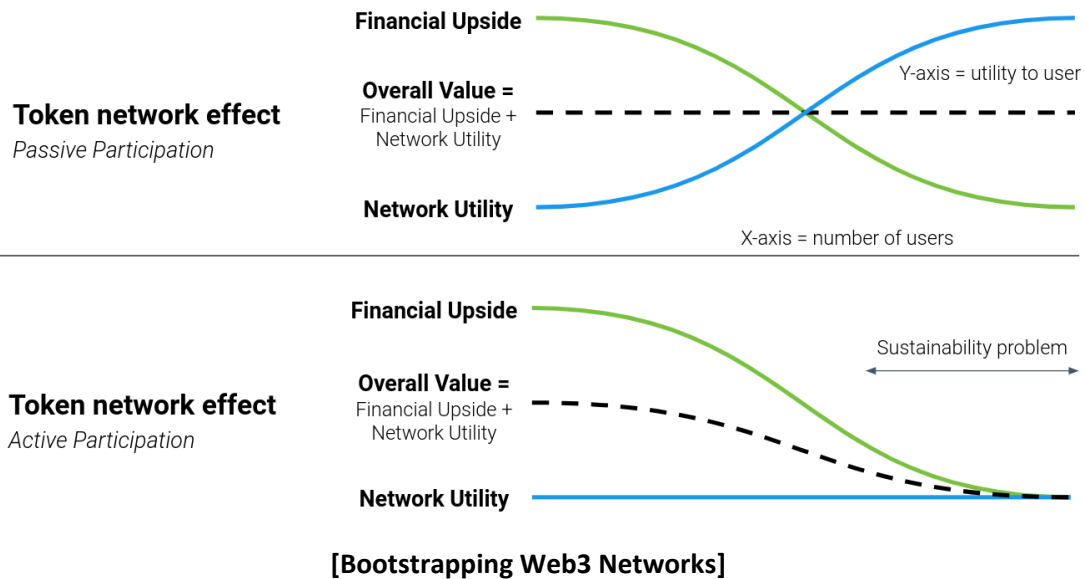 Financial Upside
Y-axis = utility to user
Token network effect
Passive Participation
Overall Value =
Financial Upside +
Network Utility
Network Utility
X-axis = number of users
Financial Upside
Sustainability problem
Token network effect
Active Participation
Overall Value =
Financial Upside +
Network Utility
Network Utility
[Bootstrapping Web3 Networks]